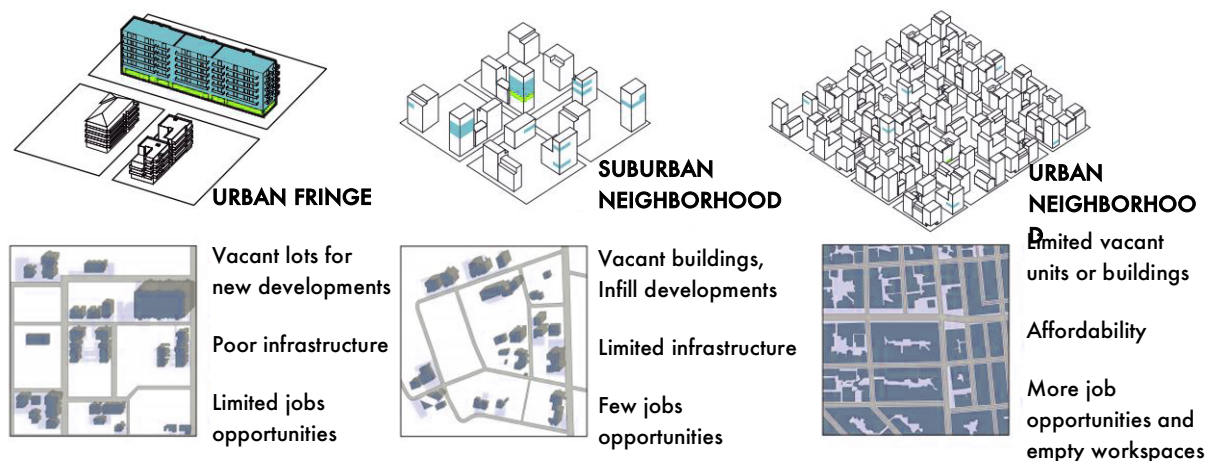 URBAN FRINGE
Vacant lots for
new developments
Poor infrastructure
Limited jobs
opportunities
SUBURBAN
NEIGHBORHOOD
Vacant buildings,
Infill developments
Limited infrastructure
Few jobs
opportunities
URBAN
NEIGHBORHOO
D
Limited vacant
units or buildings
Affordability
More job
opportunities and
empty workspaces